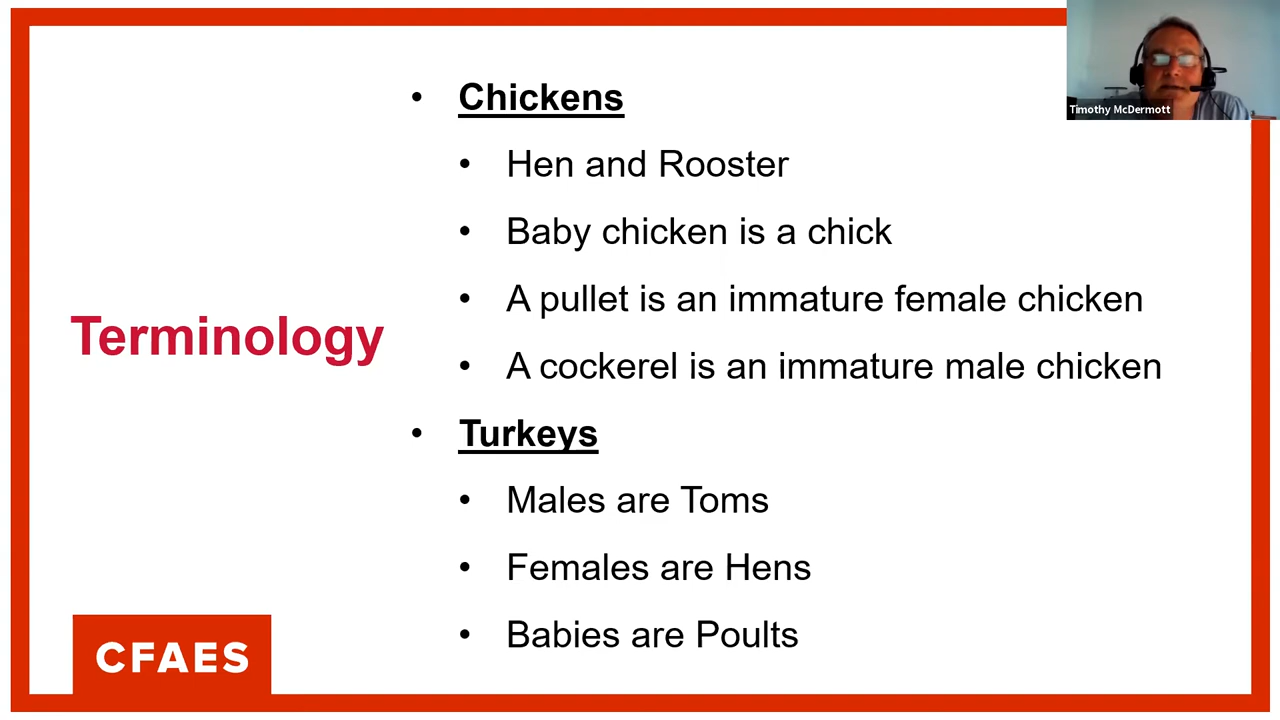 Timothy McDermott
Terminology
• Chickens
• Hen and Rooster
• Baby chicken is a chick
• A pullet is an immature female chicken
• A cockerel is an immature male chicken
• Turkeys
• Males are Toms
• Females are Hens
• Babies are Poults
CFAES